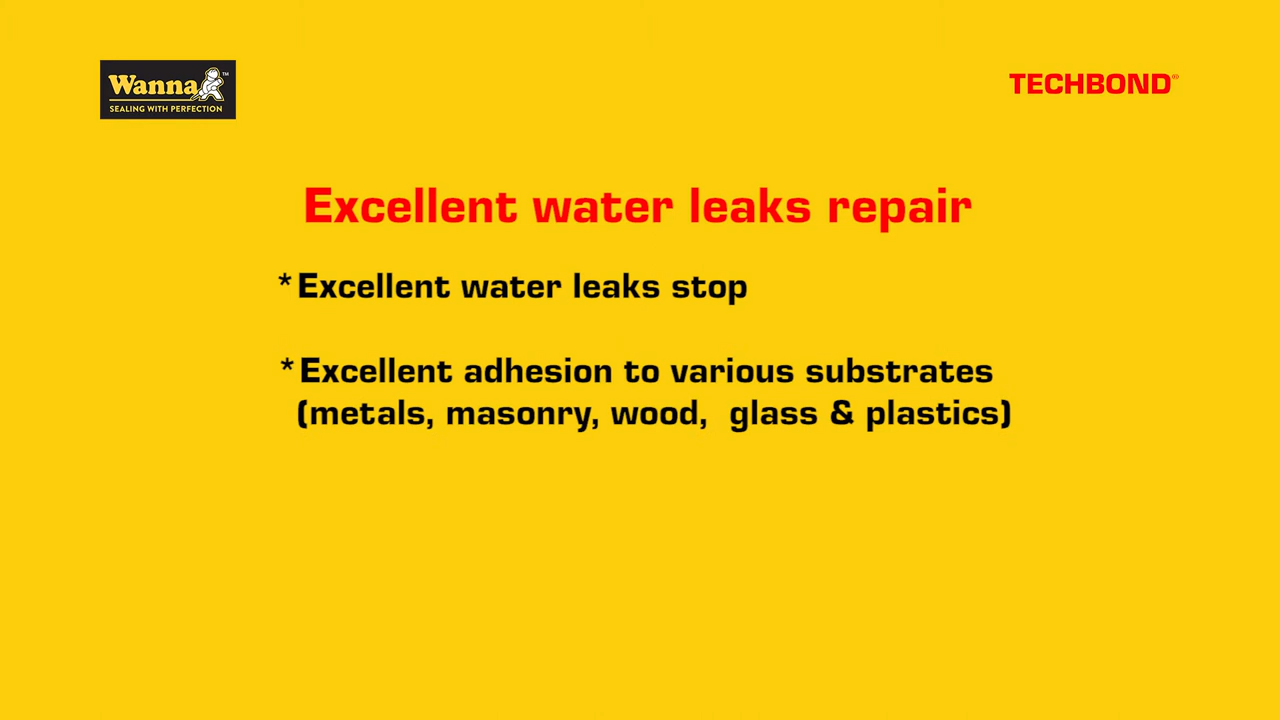 Wanna™
SEALING WITH PERFECTION
TECHBOND®
Excellent water leaks repair
*Excellent water leaks stop
*Excellent adhesion to various substrates
(metals, masonry, wood, glass & plastics)